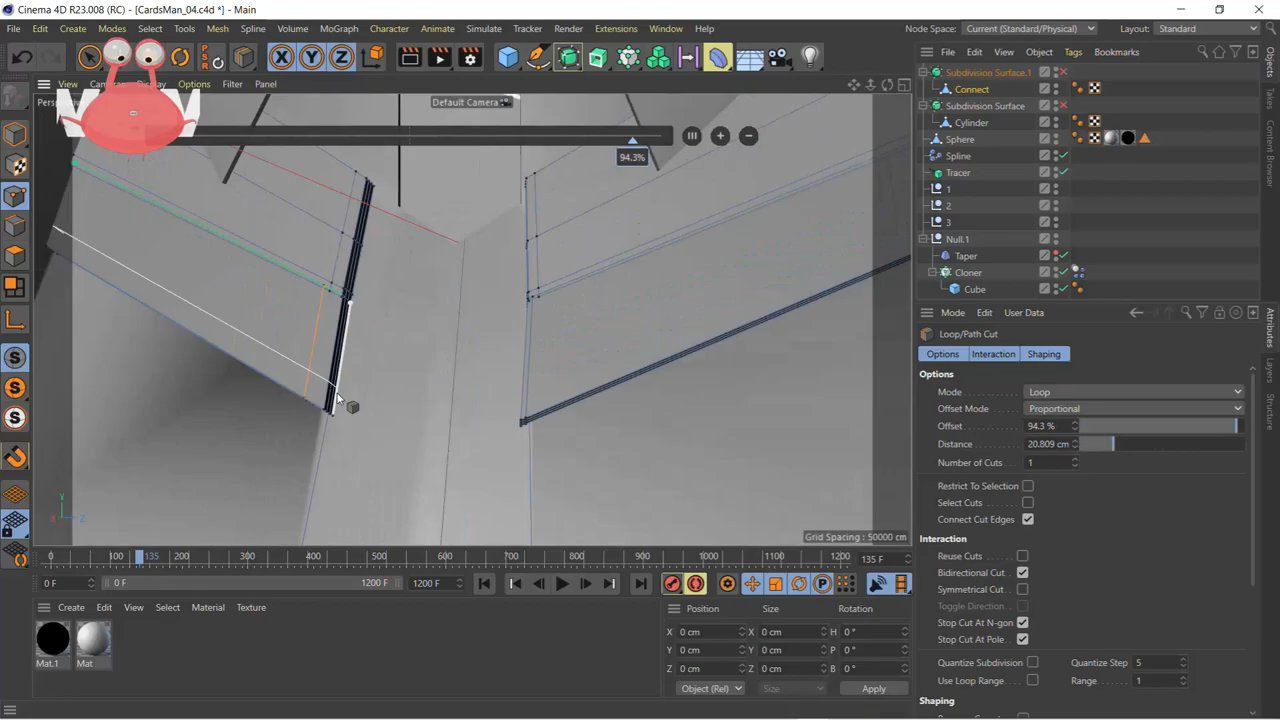 Cinema 4D R23.008 (RC) - [CardsMan_04.c4d *] - Main
File Edit Create Modes Select Tools Mesh Spline Volume MoGraph Character Animate Simulate Tracker Render Extensions Window Help
Node Space: Current (Standard/Physical) Layout: Standard
X Y Z
View Display Options Filter Panel
Default Camera
94.3%
Grid Spacing : 50000 cm
File Edit View Object Tags Bookmarks
Subdivision Surface.1
Connect
Subdivision Surface
Cylinder
Sphere
Spline
Tracer
1
2
3
Null.1
Taper
Cloner
Cube
Objects
Takes
Attributes
Layers
Structure
Mode Edit User Data
Loop/Path Cut
Options Interaction Shaping
Options
Mode Loop
Offset Mode Proportional
Offset 94.3 %
Distance 20.809 cm
Number of Cuts 1
Restrict To Selection
Select Cuts
Connect Cut Edges
Interaction
Reuse Cuts
Bidirectional Cut..
Symmetrical Cut..
Toggle Direction..
Stop Cut At N-gon
Stop Cut At Pole..
Quantize Subdivision Quantize Step 5
Use Loop Range.. Range.. 1
Shaping
0 100 135 200 300 400 500 600 700 800 900 1000 1100 1200 135 F
0 F 0 F 1200 F 1200 F
Create Edit View Select Material Texture
Mat.1 Mat
Position Size Rotation
X 0 cm X 0 cm H 0 °
Y 0 cm Y 0 cm P 0 °
Z 0 cm Z 0 cm B 0 °
Object (Rel) Size Apply